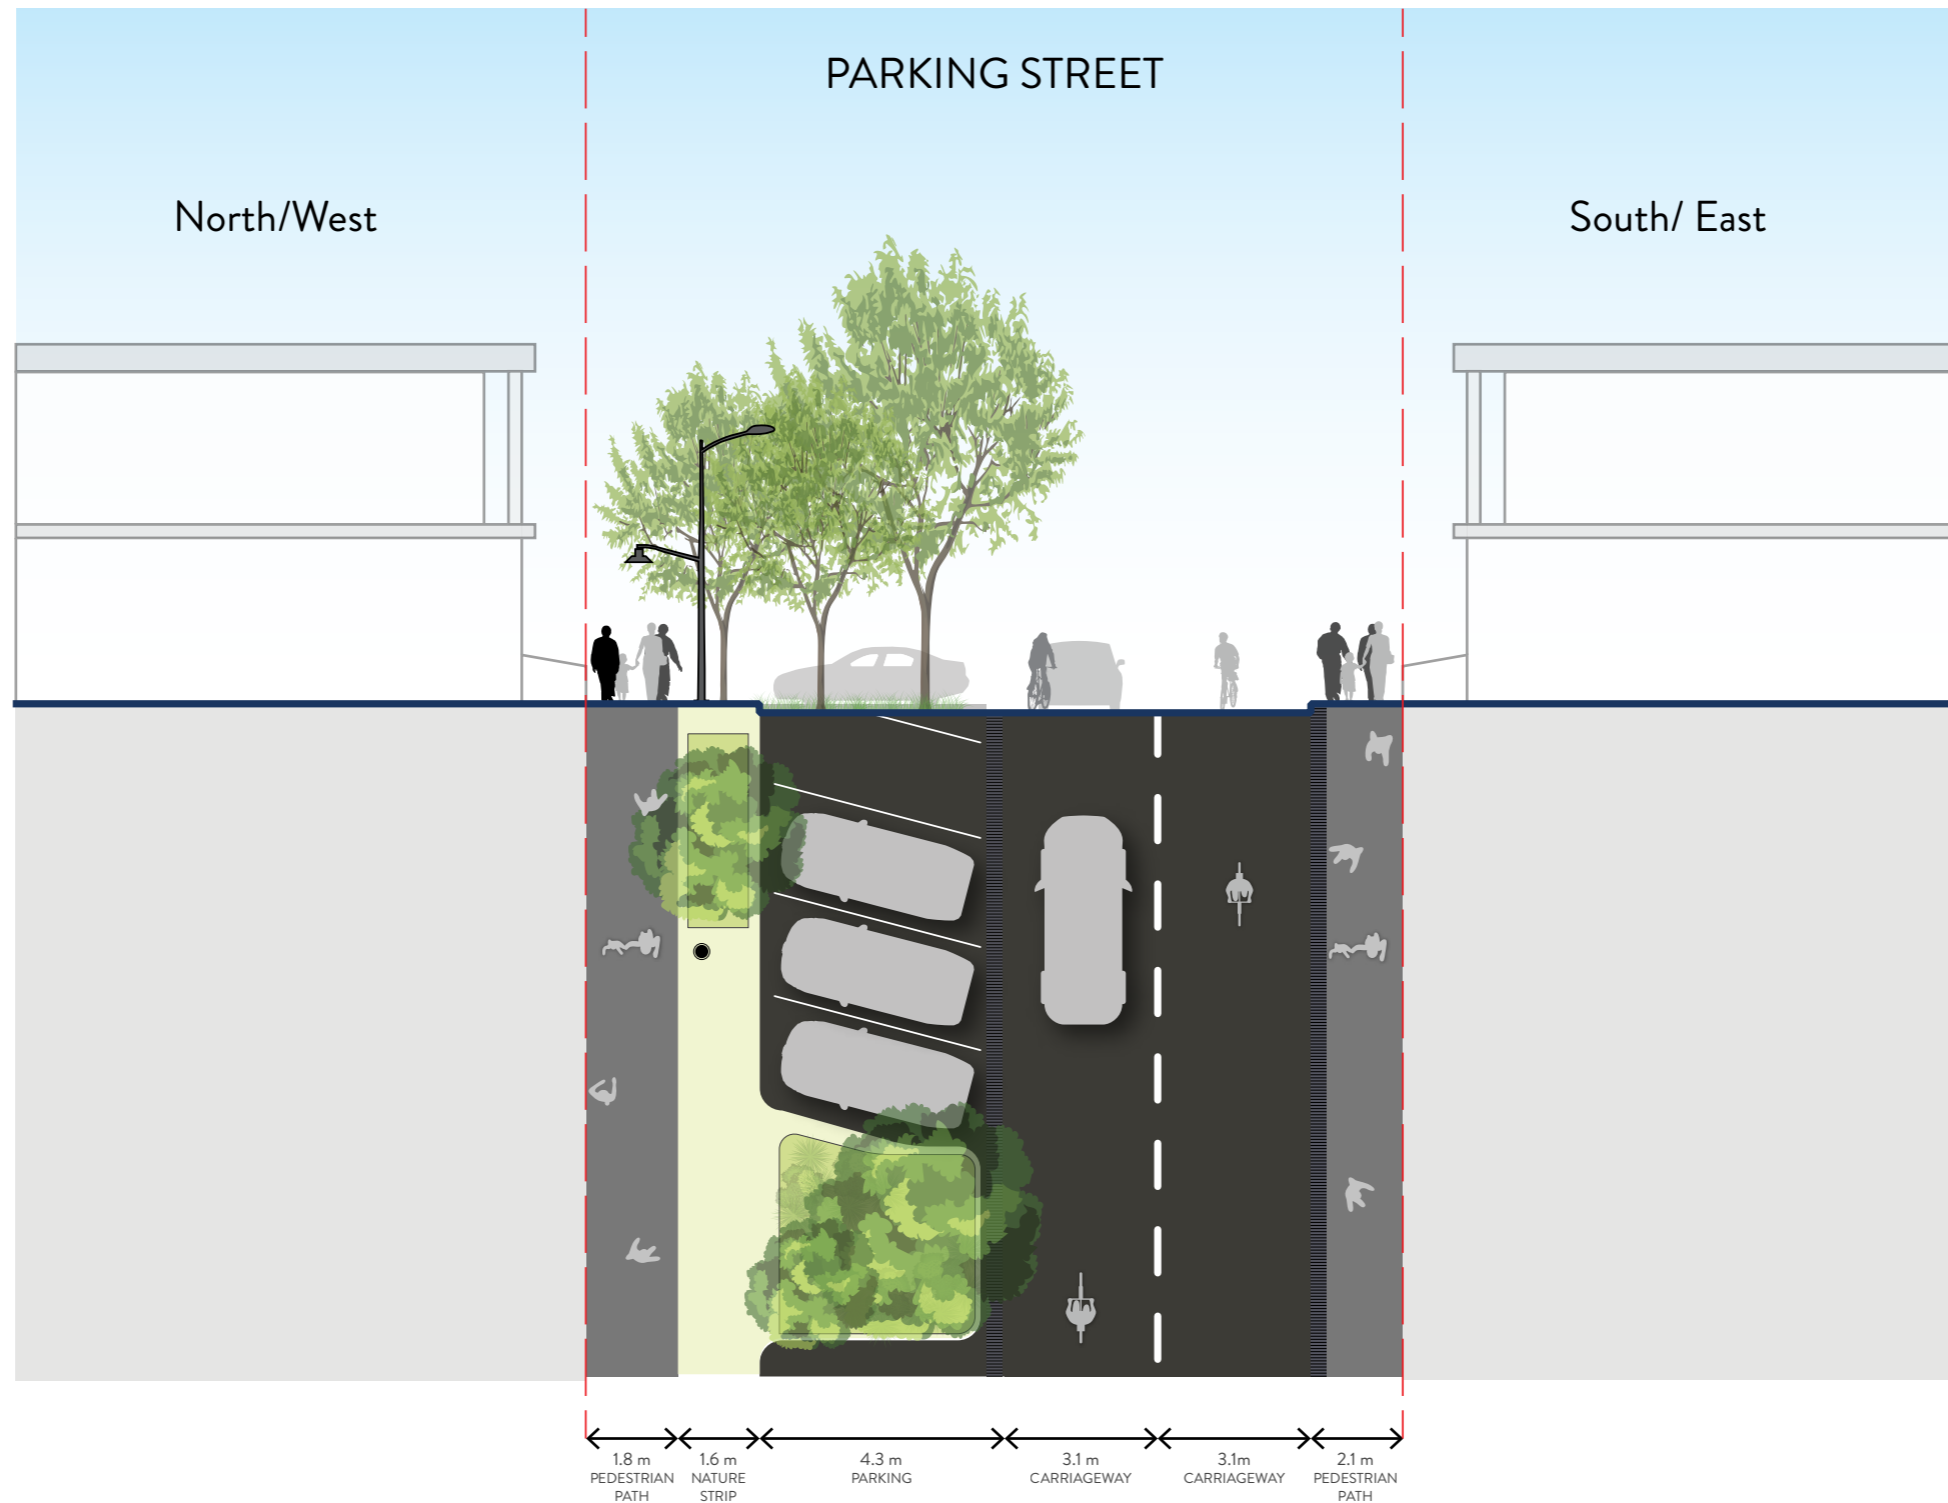 PARKING STREET
North/West
South/ East
1.8 m
PEDESTRIAN
PATH
1.6 m
NATURE
STRIP
4.3 m
PARKING
3.1 m
CARRIAGEWAY
3.1m
CARRIAGEWAY
2.1 m
PEDESTRIAN
PATH